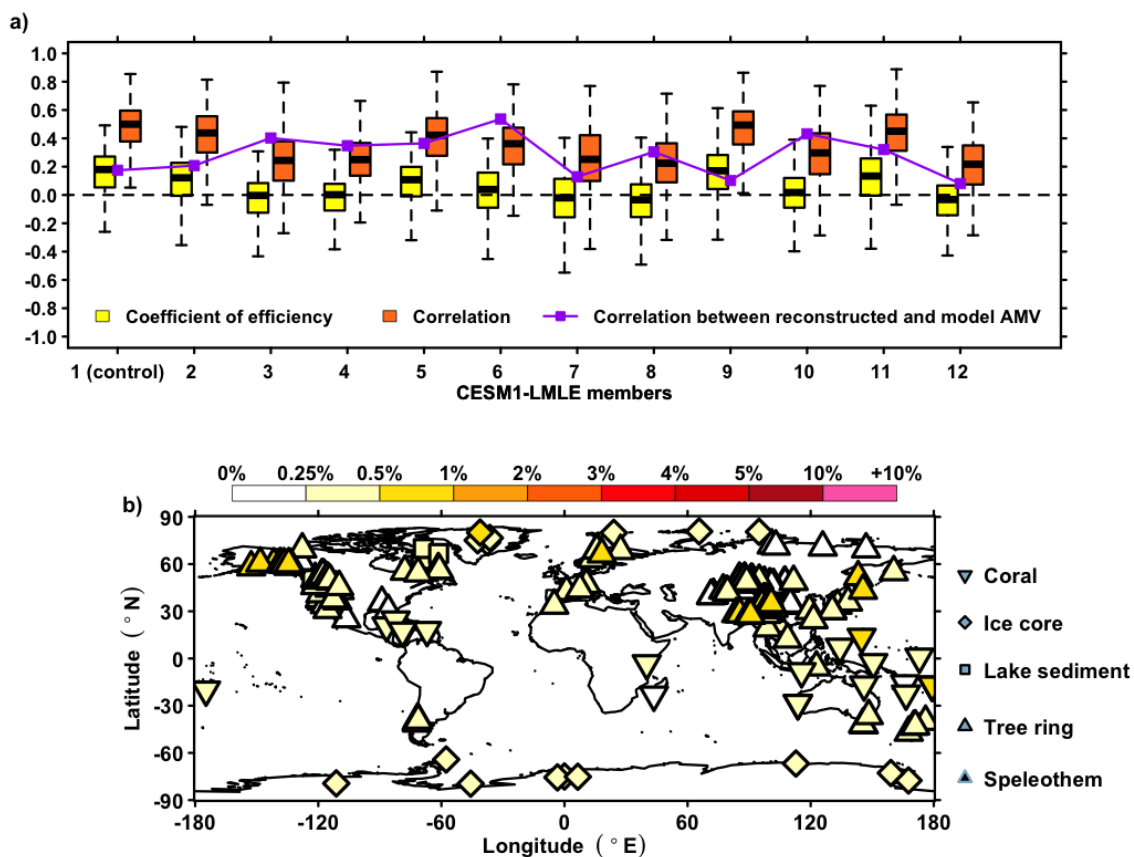 a)
1.0
0.8
0.6
0.4
0.2
0.0
-0.2
-0.4
-0.6
-0.8
-1.0
Coefficient of efficiency Correlation Correlation between reconstructed and model AMV
1 (control) 2 3 4 5 6 7 8 9 10 11 12
CESM1-LMLE members
0% 0.25% 0.5% 1% 2% 3% 4% 5% 10% +10%
b)
90
60
30
0
-30
-60
-90
Latitude (°N)
-180 -120 -60 0 60 120 180
Longitude (°E)
Coral
Ice core
Lake sediment
Tree ring
Speleothem